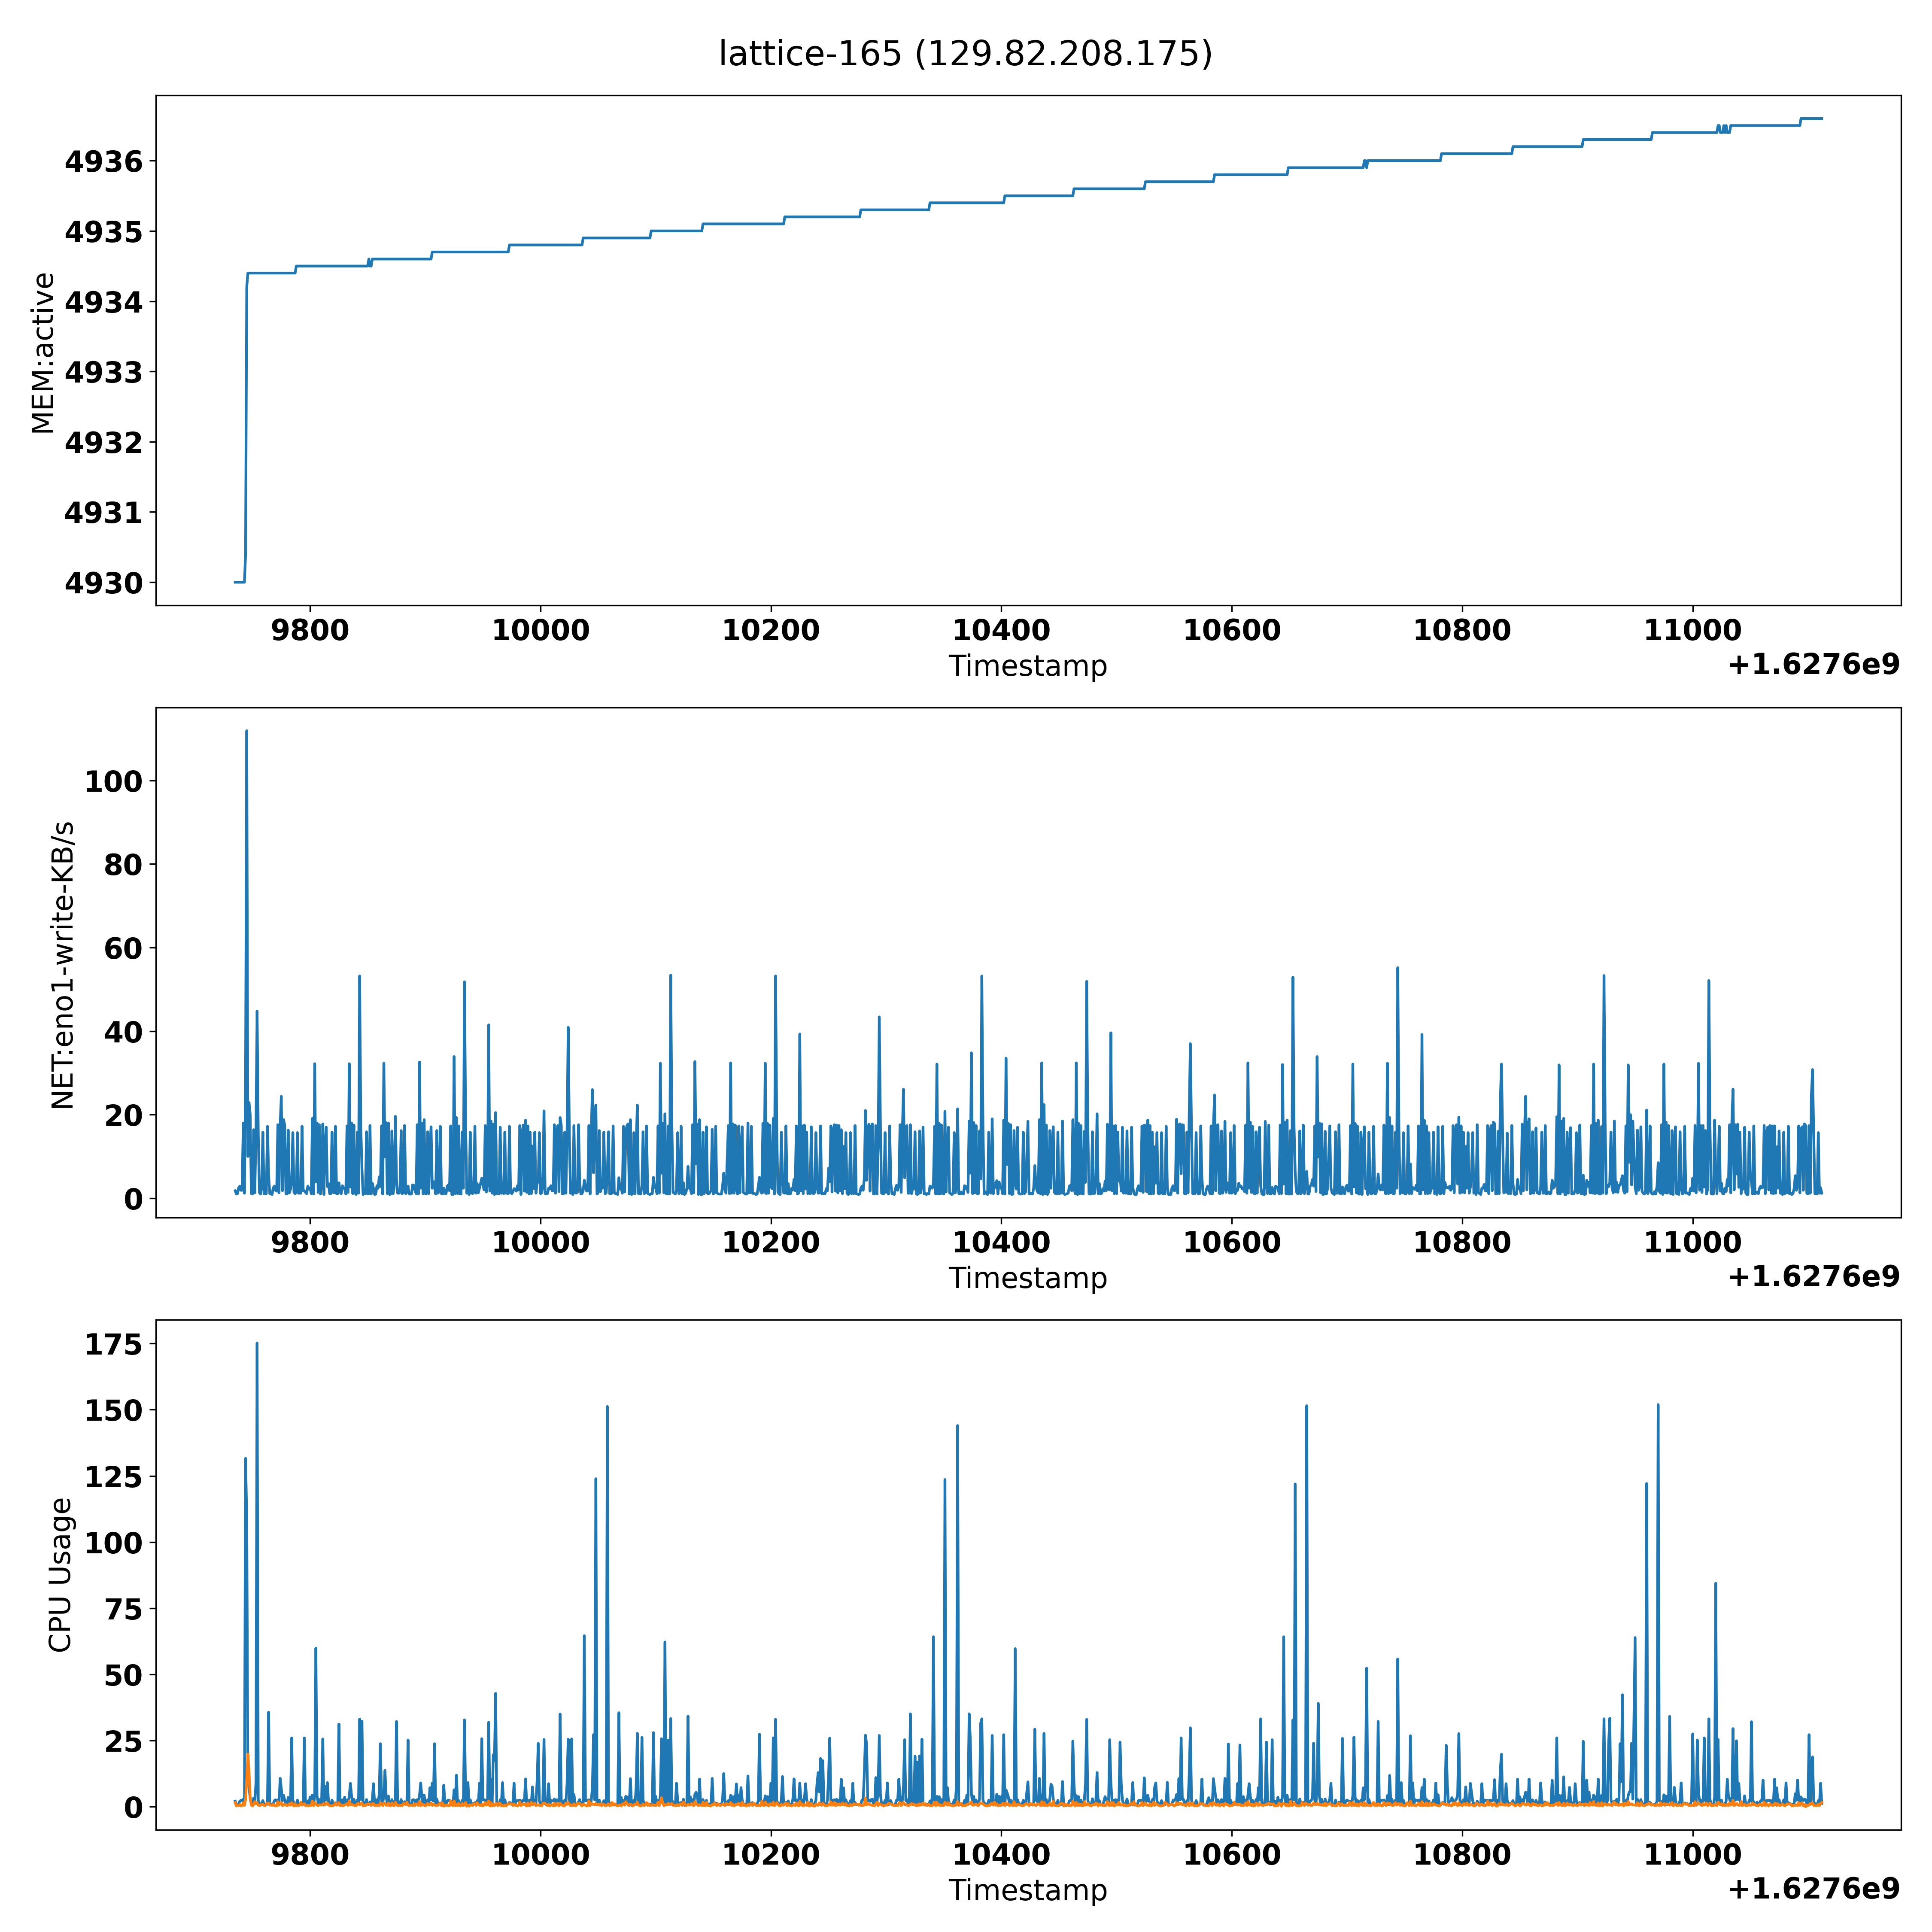 lattice-165 (129.82.208.175)
4936
4935
4934
4933
4932
4931
4930
MEM:active
9800 10000 10200 10400 10600 10800 11000
Timestamp
+1.6276e9
100
80
60
40
20
0
NET:eno1-write-KB/s
9800 10000 10200 10400 10600 10800 11000
Timestamp
+1.6276e9
175
150
125
100
75
50
25
0
CPU Usage
9800 10000 10200 10400 10600 10800 11000
Timestamp
+1.6276e9